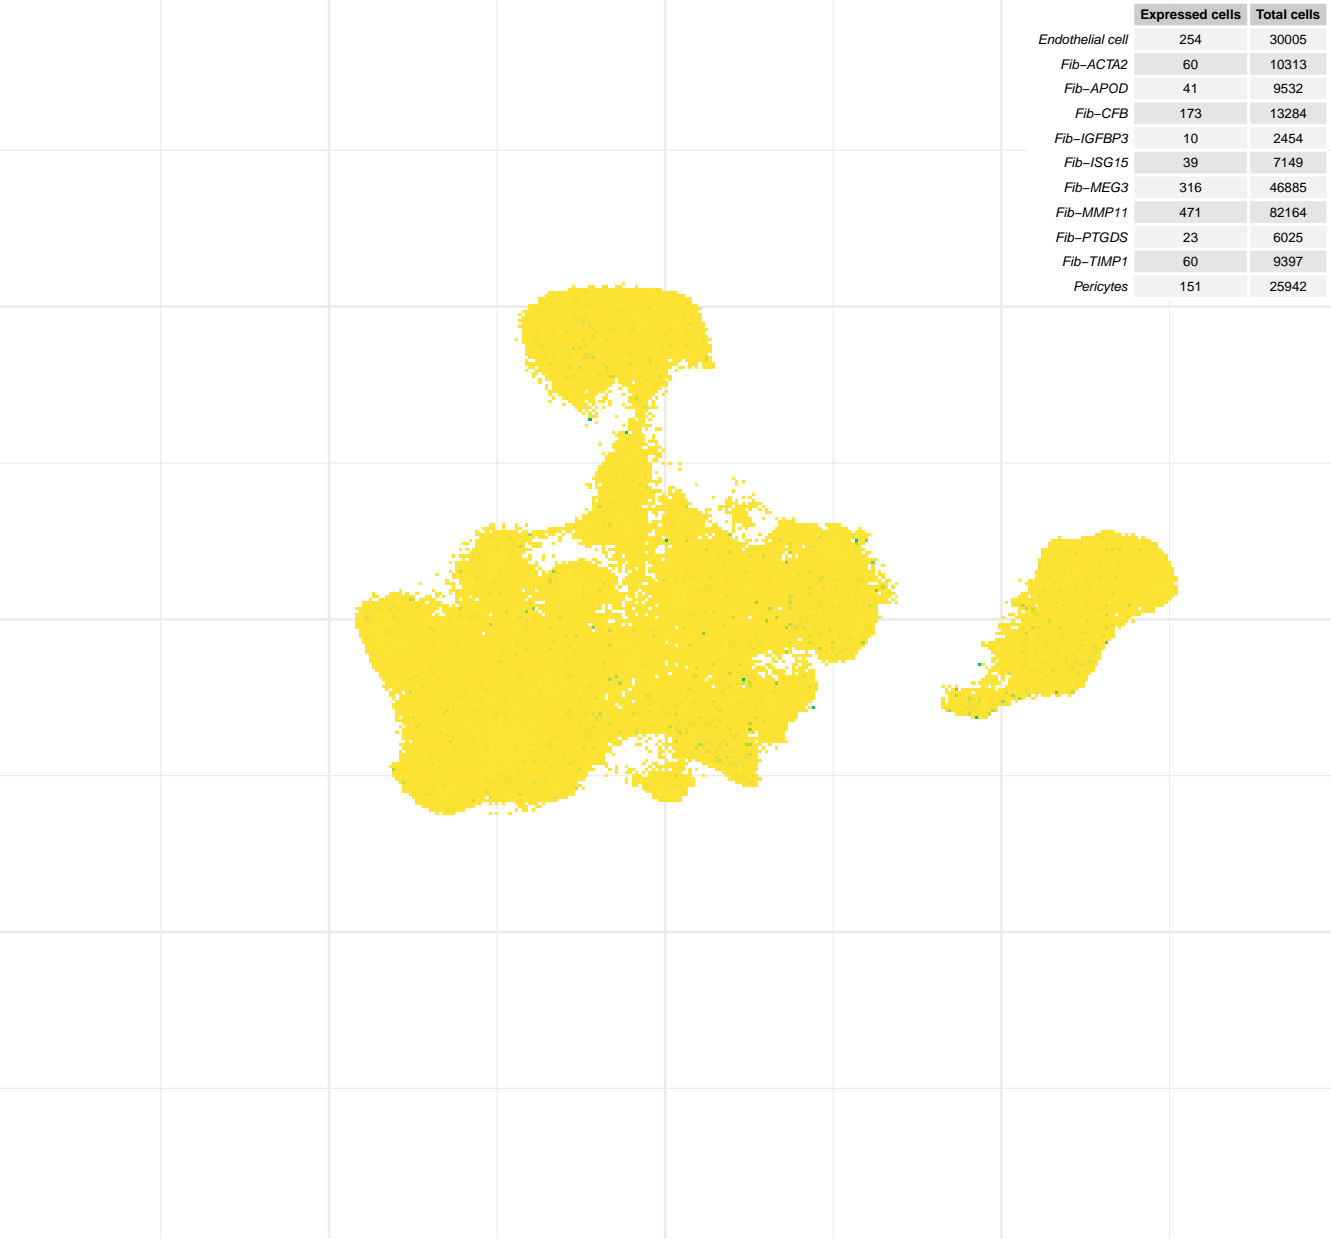 Expressed cells Total cells
Endothelial cell 254 30005
Fib−ACTA2 60 10313
Fib−APOD 41 9532
Fib−CFB 173 13284
Fib−IGFBP3 10 2454
Fib−ISG15 39 7149
Fib−MEG3 316 46885
Fib−MMP11 471 82164
Fib−PTGDS 23 6025
Fib−TIMP1 60 9397
Pericytes 151 25942